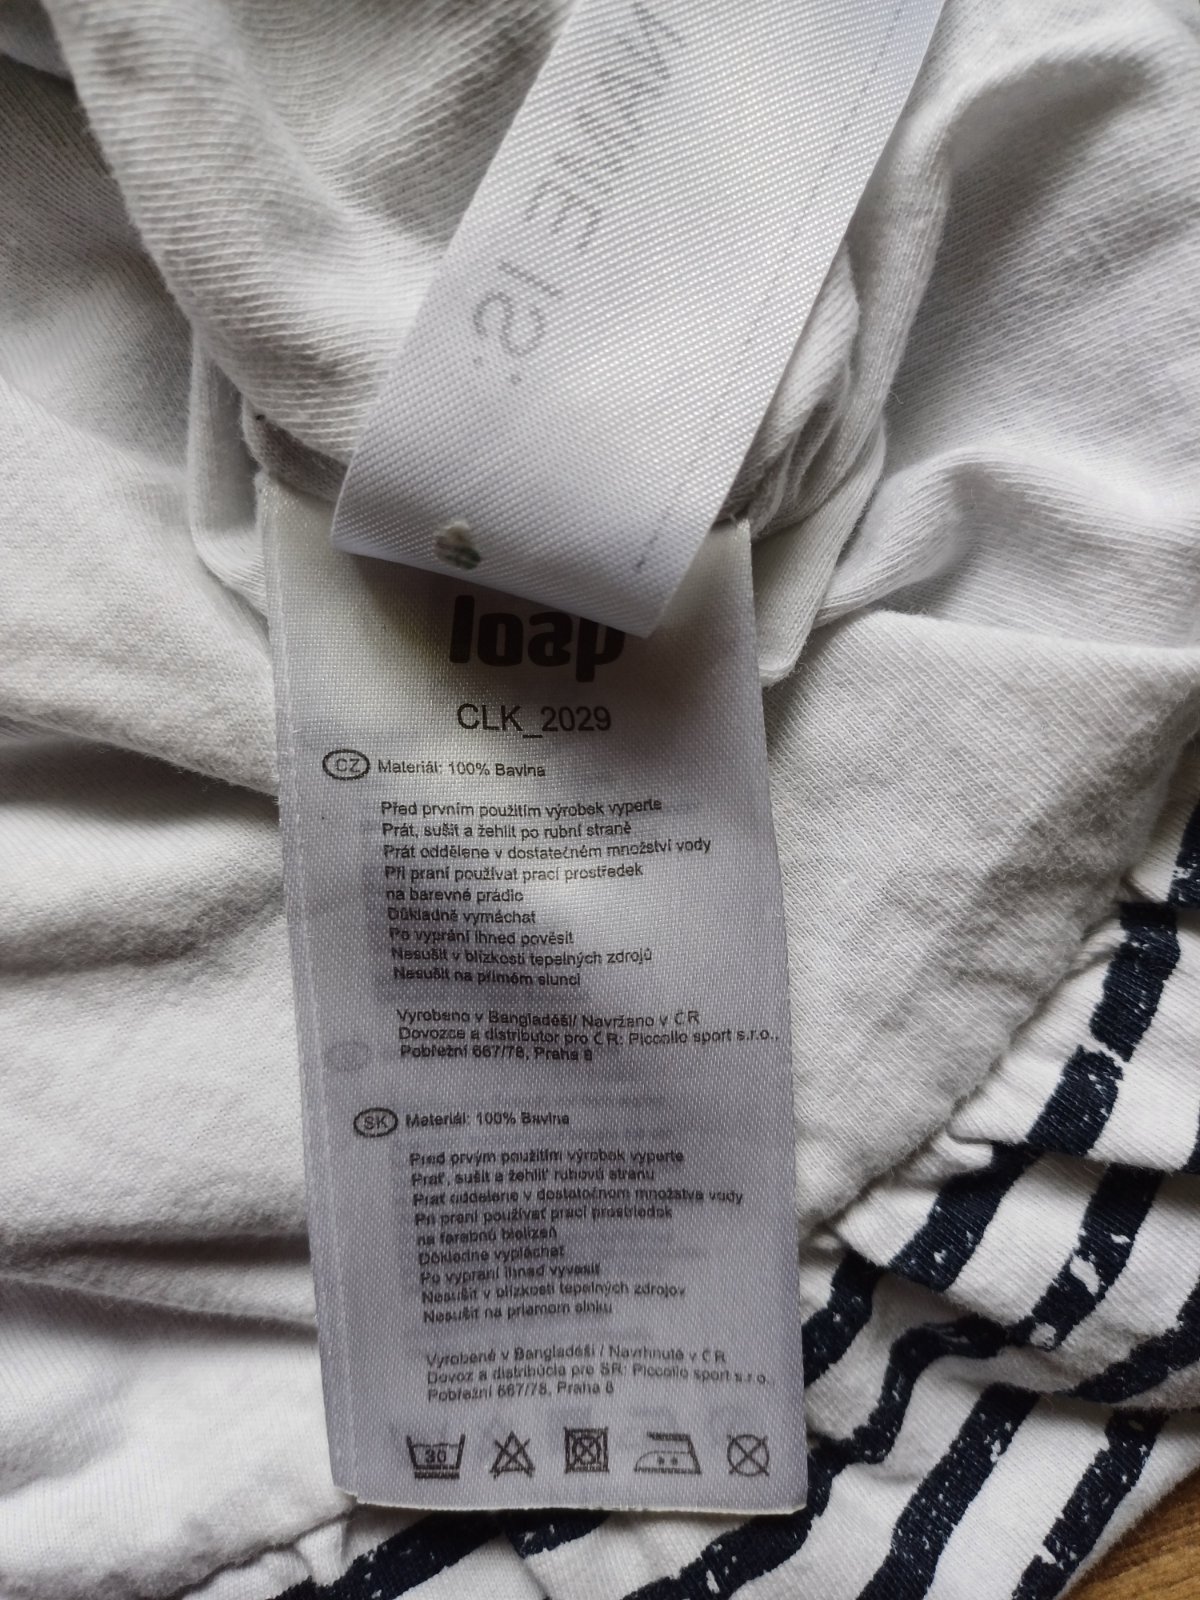 loap
CLK_2029
CZ Materiál: 100% Bavlna
Před prvním použitím výrobek vyperte
Prát, sušit a žehlit po rubní straně
Prát odděleně v dostatečném množství vody
Při praní používat prací prostředek
na barevné prádlo
Důkladně vymáchat
Po vyprání ihned pověsit
Nesušit v blízkosti tepelných zdrojů
Nesušit na přímém slunci
Vyrobeno v Bangladéši/ Navržano v ČR
Dovozce a distributor pro ČR: Piccollo sport s.r.o.,
Pobřežní 667/78, Praha 8
SK Materiál: 100% Bavlna
Pred prvým použitím výrobok vyperte
Prať, sušiť a žehliť rubovú stranu
Prať oddelene v dostatočnom množstve vody
Pri praní používať prací prostriedok
na farebnú bielizeň
Dôkladne vypláchať
Po vypraní ihneď vyvesiť
Nesušiť v blízkosti tepelných zdrojov
Nesušiť na priamom slnku
Vyrobené v Bangladéši / Navrhnuté v ČR
Dovoz a distribúcia pre SR: Piccollo sport s.r.o.,
Pobřežní 667/78, Praha 8
30